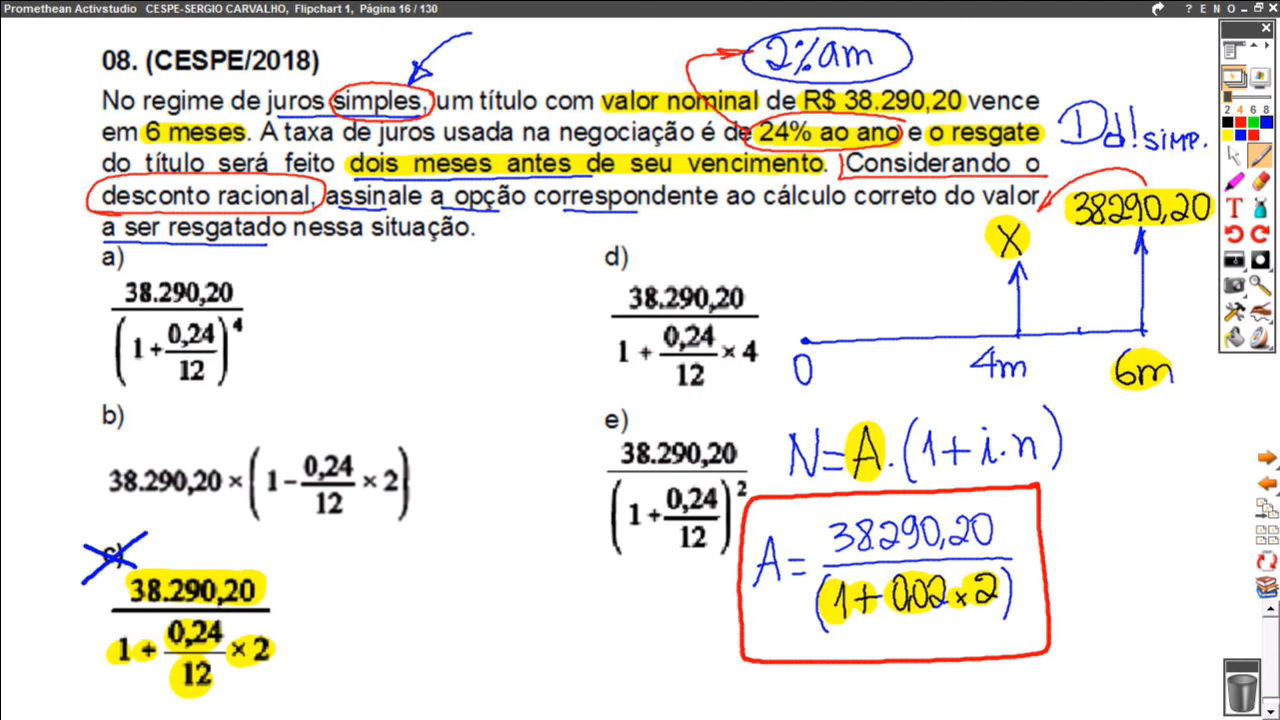 Promethean Activstudio CESPE-SERGIO CARVALHO, Flipchart 1, Página 16 / 130
? E N O
08. (CESPE/2018)
2% am
No regime de juros simples, um título com valor nominal de R$ 38.290,20 vence
em 6 meses. A taxa de juros usada na negociação é de 24% ao ano e o resgate
do título será feito dois meses antes de seu vencimento. Considerando o
desconto racional, assinale a opção correspondente ao cálculo correto do valor
a ser resgatado nessa situação.
Dd! SIMP.
38290,20
X
0 4m 6m
a)
38.290,20
(1 + 0,24
12)⁴
b)
38.290,20 × (1 − 0,24
12 × 2)
c)
38.290,20
1 + 0,24
12 × 2
d)
38.290,20
1 + 0,24
12 × 4
e)
38.290,20
(1 + 0,24
12)²
N = A . (1 + i . n)
A = 38290,20
(1 + 0,02 × 2)
2 4 6 8
T